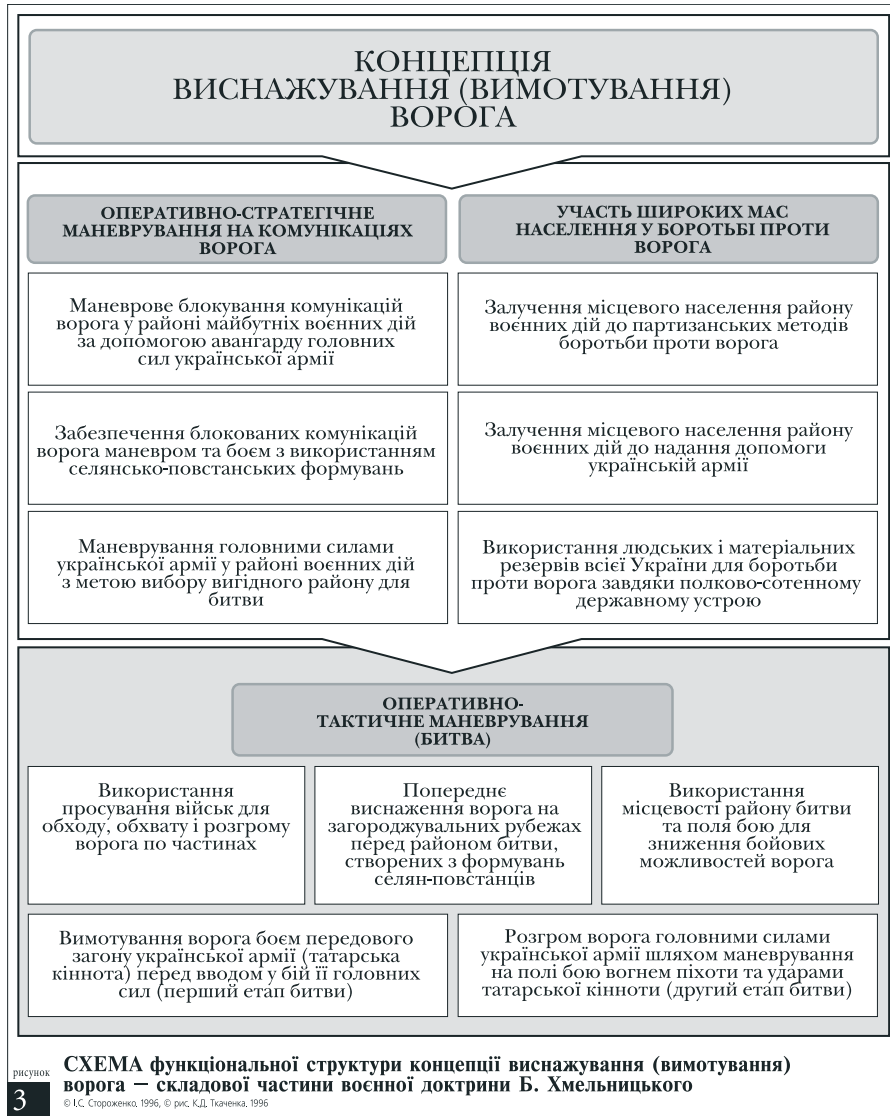 КОНЦЕПЦІЯ
ВИСНАЖУВАННЯ (ВИМОТУВАННЯ)
ВОРОГА
ОПЕРАТИВНО-СТРАТЕГІЧНЕ
МАНЕВРУВАННЯ НА КОМУНІКАЦІЯХ
ВОРОГА
Маневрове блокування комунікацій
ворога у районі майбутніх воєнних дій
за допомогою авангарду головних
сил української армії
Забезпечення блокованих комунікацій
ворога маневром та боєм з використанням
селянсько-повстанських формувань
Маневрування головними силами
української армії у районі воєнних дій
з метою вибору вигідного району для
битви
УЧАСТЬ ШИРОКИХ МАС
НАСЕЛЕННЯ У БОРОТЬБІ ПРОТИ
ВОРОГА
Залучення місцевого населення району
воєнних дій до партизанських методів
боротьби проти ворога
Залучення місцевого населення району
воєнних дій до надання допомоги
українській армії
Використання людських і матеріальних
резервів всієї України для боротьби
проти ворога завдяки полково-сотенному
державному устрою
ОПЕРАТИВНО-
ТАКТИЧНЕ МАНЕВРУВАННЯ
(БИТВА)
Використання
просування військ для
обходу, обхвату і розгрому
ворога по частинах
Попереднє
виснаження ворога на
загороджувальних рубежах
перед районом битви,
створених з формувань
селян-повстанців
Використання
місцевості району битви
та поля бою для
зниження бойових
можливостей ворога
Вимотування ворога боєм передового
загону української армії (татарська
кіннота) перед вводом у бій її головних
сил (перший етап битви)
Розгром ворога головними силами
української армії шляхом маневрування
на полі бою вогнем піхоти та ударами
татарської кінноти (другий етап битви)
рисунок
3
СХЕМА функціональної структури концепції виснажування (вимотування)
ворога – складової частини воєнної доктрини Б. Хмельницького
© І.С. Стороженко, 1996, © рис. К.Д. Ткаченка, 1996